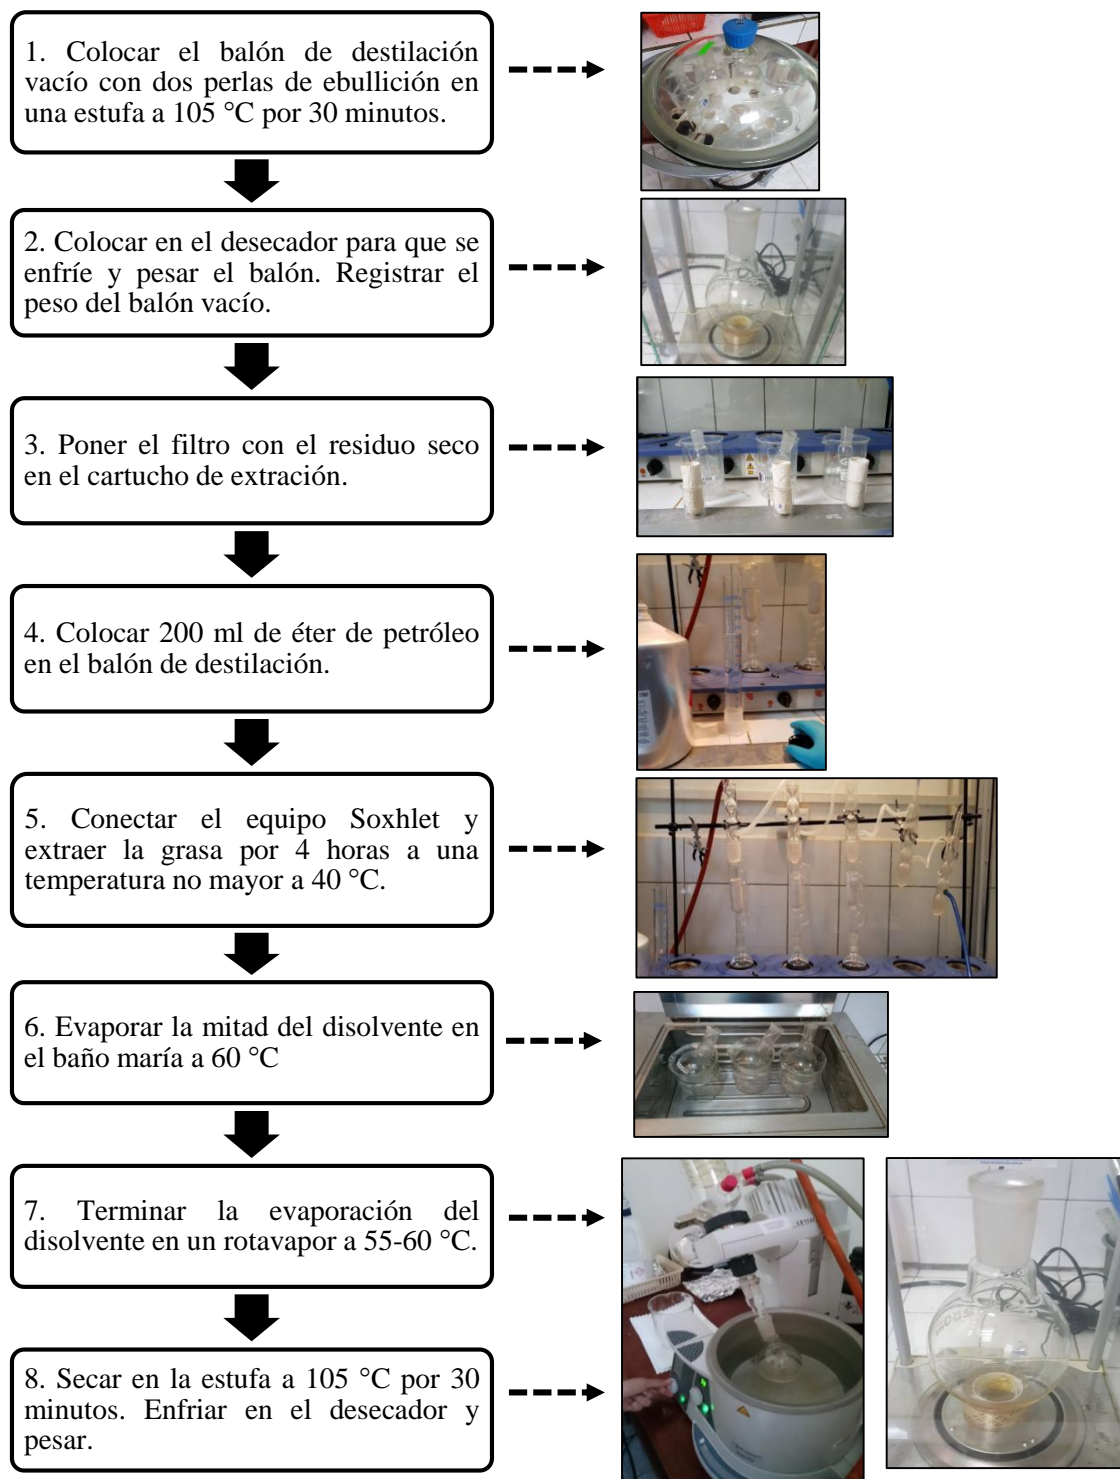 1. Colocar el balón de destilación
vacío con dos perlas de ebullición en
una estufa a 105 °C por 30 minutos.
2. Colocar en el desecador para que se
enfríe y pesar el balón. Registrar el
peso del balón vacío.
3. Poner el filtro con el residuo seco
en el cartucho de extración.
4. Colocar 200 ml de éter de petróleo
en el balón de destilación.
5. Conectar el equipo Soxhlet y
extraer la grasa por 4 horas a una
temperatura no mayor a 40 °C.
6. Evaporar la mitad del disolvente en
el baño maría a 60 °C
7. Terminar la evaporación del
disolvente en un rotavapor a 55-60 °C.
8. Secar en la estufa a 105 °C por 30
minutos. Enfriar en el desecador y
pesar.